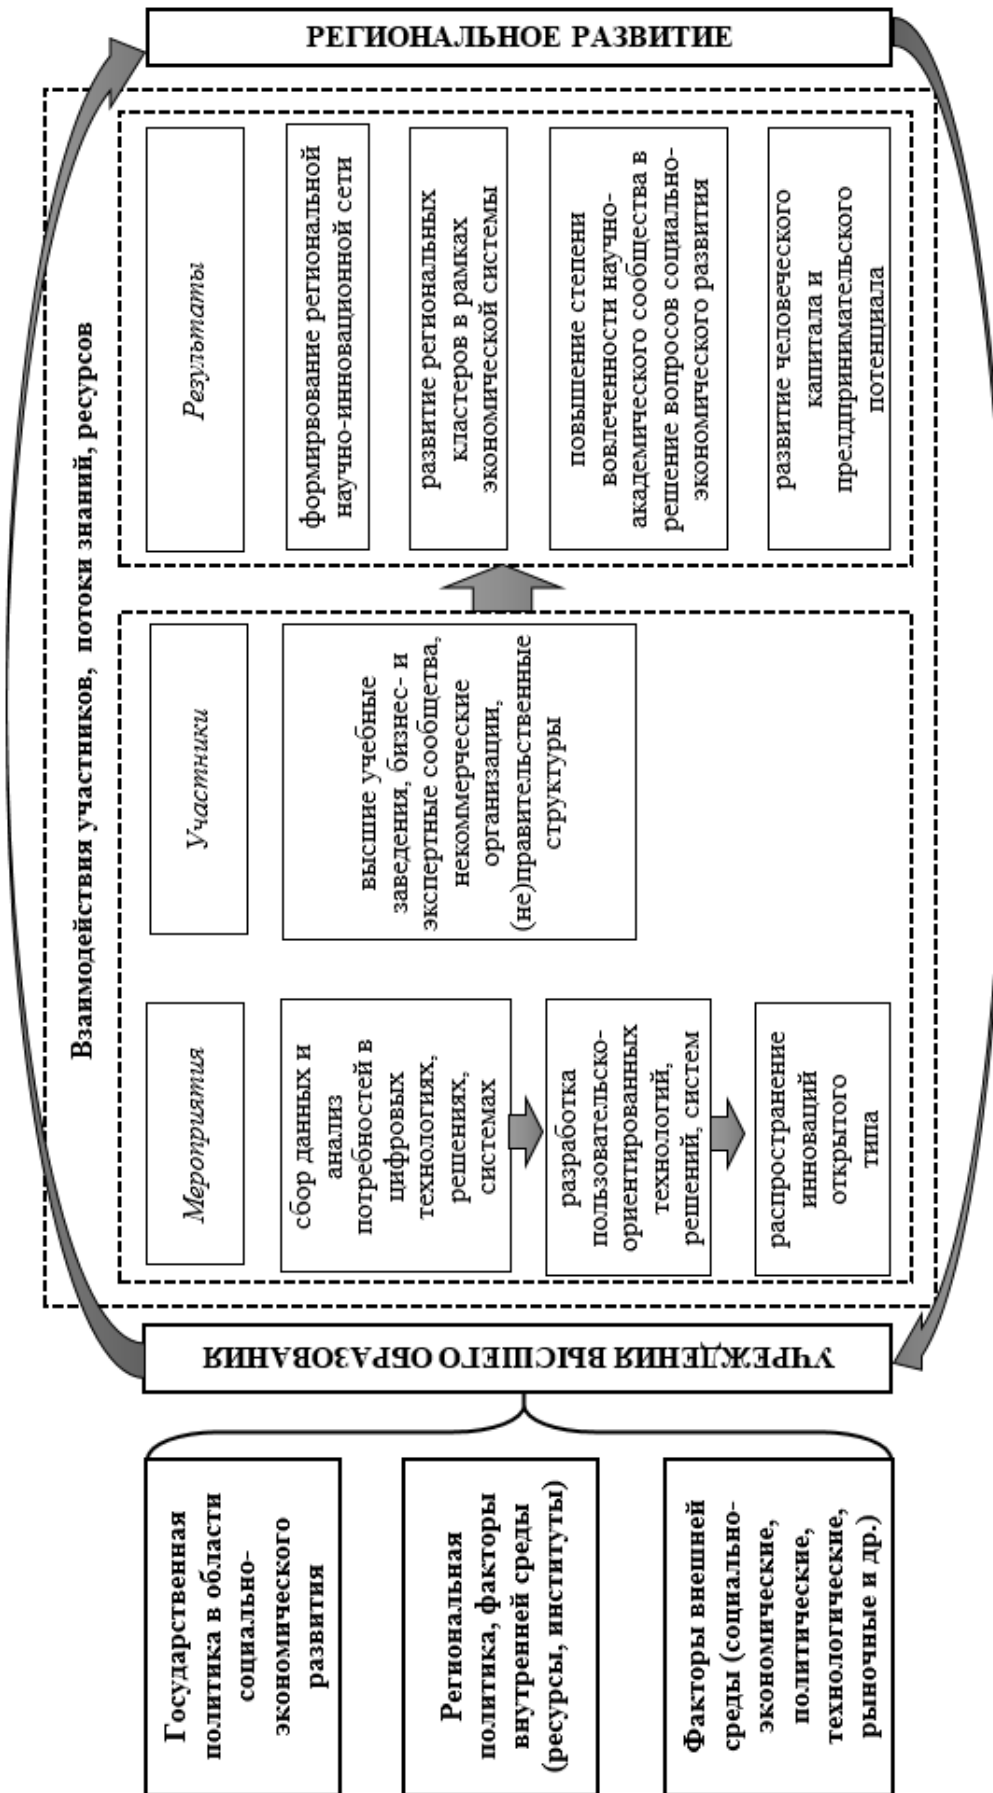 РЕГИОНАЛЬНОЕ РАЗВИТИЕ
Взаимодействия участников, потоки знаний, ресурсов
Результаты
формирвование региональной
научно-инновационной сети
развитие региональных
кластеров в рамках
экономической системы
повышение степени
вовлеченности научно-
академического сообщества в
решение вопросов социально-
экономического развития
развитие человеческого
капитала и
прелдпринимательского
потенциала
Участники
высшие учебные
заведения, бизнес- и
экспертные сообщетва,
некоммерческие
организации,
(не)правительственные
структуры
Мероприятия
сбор данных и
анализ
потребностей в
цифровых
технологиях,
решениях,
системах
разработка
пользовательско-
ориентированных
технологий,
решений, систем
распространение
инноваций
открытого
типа
УЧРЕЖДЕНИЯ ВЫСШЕГО ОБРАЗОВАНИЯ
Государственная
политика в области
социально-
экономического
развития
Региональная
политика, факторы
внутренней среды
(ресурсы, институты)
Факторы внешней
среды (социально-
экономические,
политические,
технологические,
рыночные и др.)